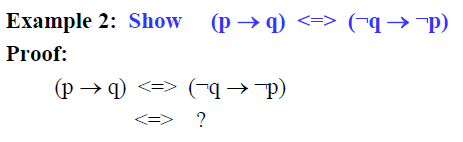 Example 2: Show (p → q) <=> (¬q → ¬p)
Proof:
(p → q) <=> (¬q → ¬p)
<=> ?